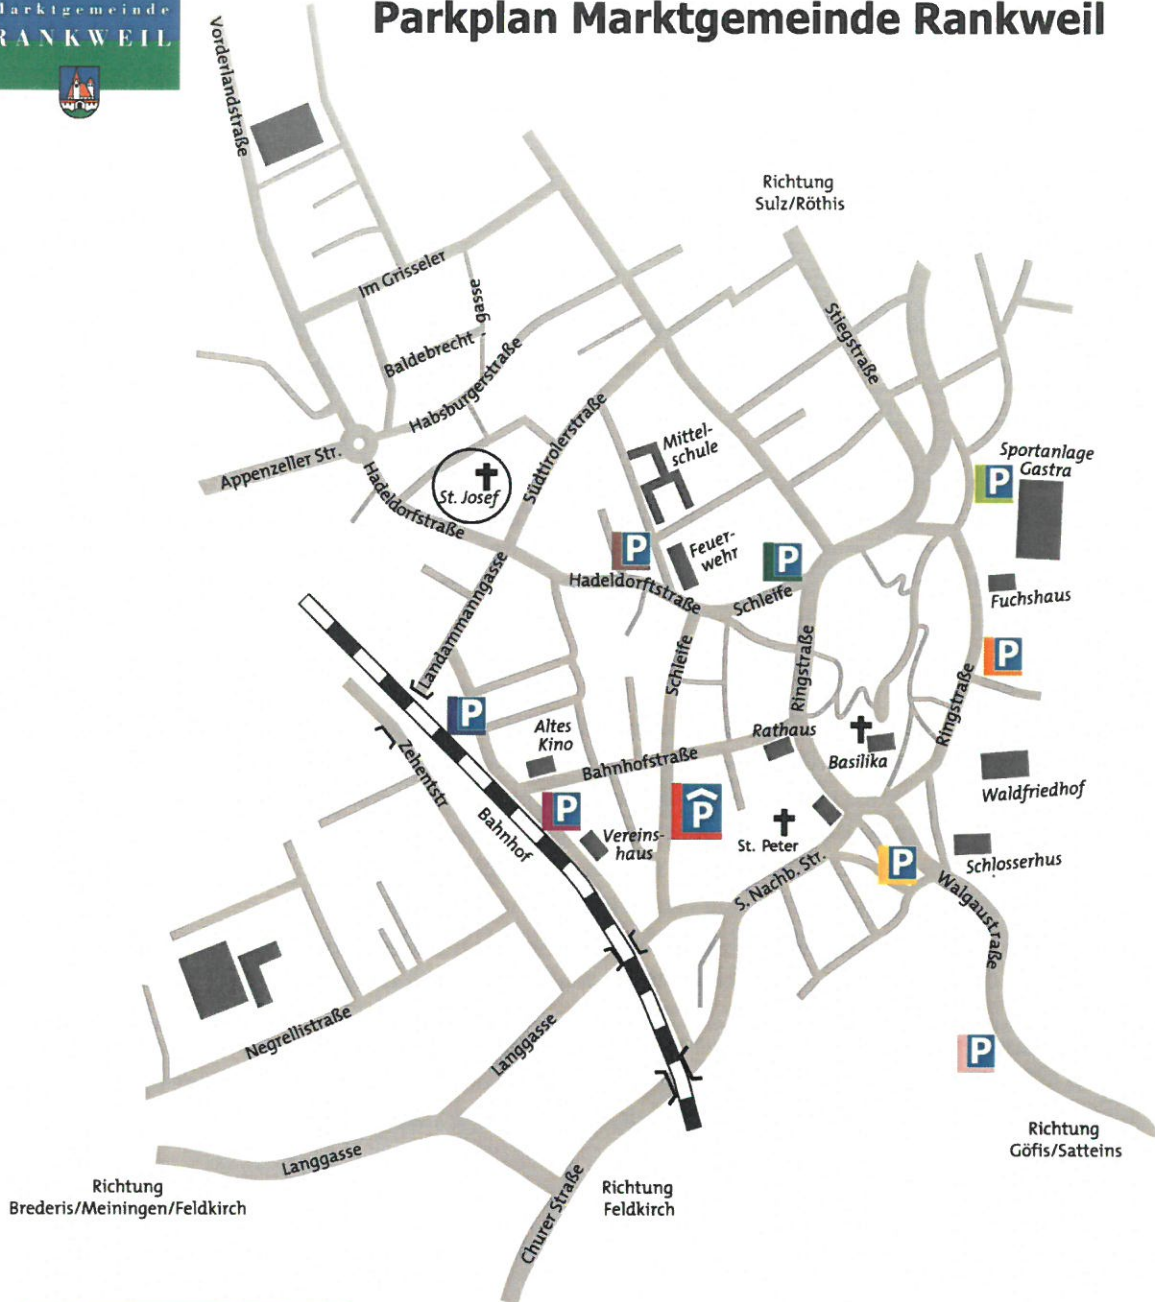 Marktgemeinde
RANKWEIL
Parkplan Marktgemeinde Rankweil
Vorderlandstraße
Richtung
Sulz/Röthis
Im Grisseler
gasse
Baldebrecht-
Habsburgerstraße
Stiegstraße
Appenzeller Str.
Hadeldorfstraße
St. Josef
Südtirolerstraße
Mittel-
schule
Sportanlage
Gastra
P
P
Feuer-
wehr
P
Hadeldorftstraße
Schleife
Fuchshaus
Landammanngasse
Schleife
Ringstraße
P
Ringstraße
P
Altes
Kino
Rathaus
Basilika
Zehentstr
Bahnhofstraße
Waldfriedhof
Bahnhof
P
P
Vereins-
haus
St. Peter
Schlosserhus
P
S. Nachb. Str.
Walgaustraße
Negrellistraße
Langgasse
P
Richtung
Göfis/Satteins
Langgasse
Richtung
Brederis/Meiningen/Feldkirch
Richtung
Feldkirch
Churer Straße